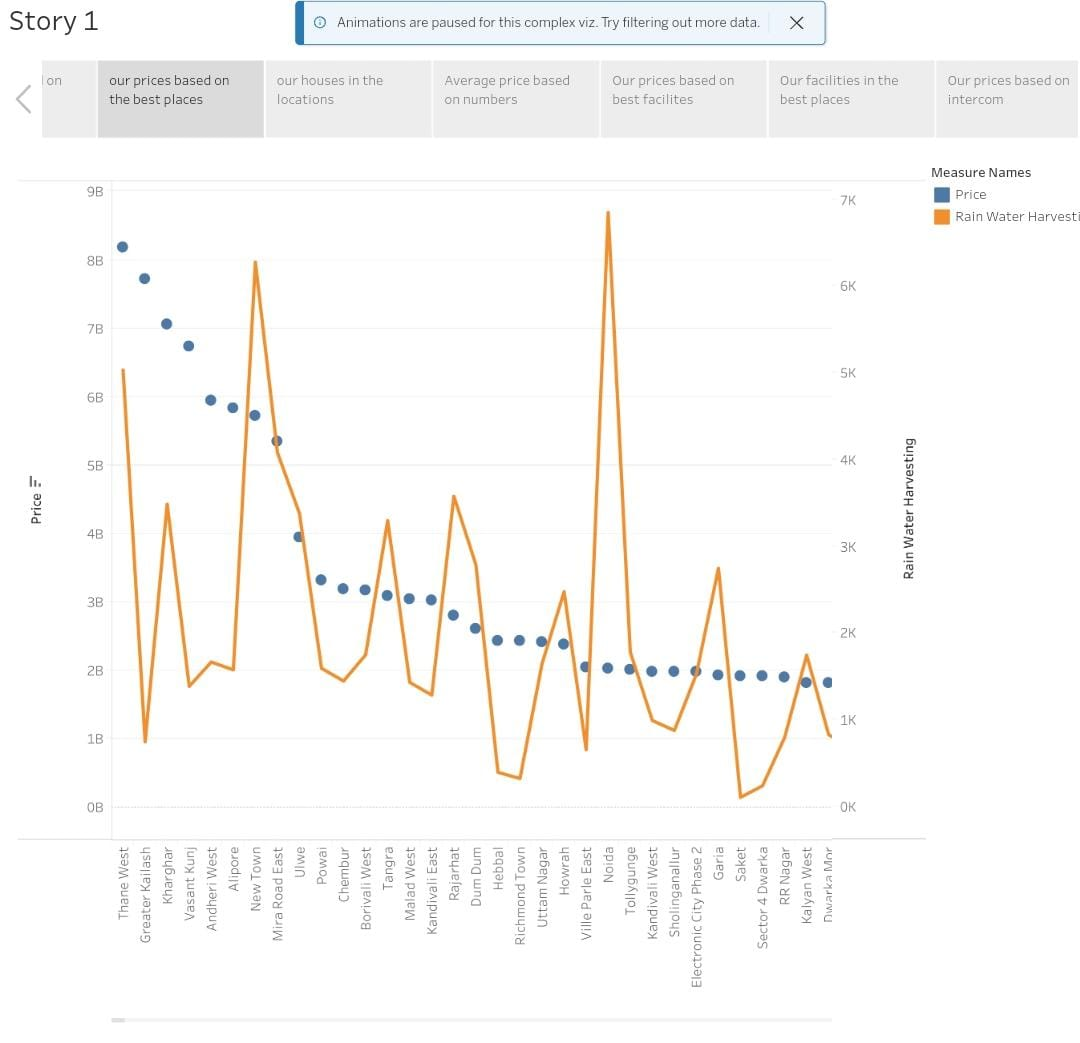 Story 1
Animations are paused for this complex viz. Try filtering out more data.
on
our prices based on
the best places
our houses in the
locations
Average price based
on numbers
Our prices based on
best facilites
Our facilities in the
best places
Our prices based on
intercom
Measure Names
Price
Rain Water Harvesti
9B
8B
7B
6B
5B
4B
3B
2B
1B
0B
Price
7K
6K
5K
4K
3K
2K
1K
0K
Rain Water Harvesting
Thane West
Greater Kailash
Kharghar
Vasant Kunj
Andheri West
Alipore
New Town
Mira Road East
Ulwe
Powai
Chembur
Borivali West
Tangra
Malad West
Kandivali East
Rajarhat
Dum Dum
Hebbal
Richmond Town
Uttam Nagar
Howrah
Ville Parle East
Noida
Tollygunge
Kandivali West
Sholinganallur
Electronic City Phase 2
Garia
Saket
Sector 4 Dwarka
RR Nagar
Kalyan West
Dwarka Mor